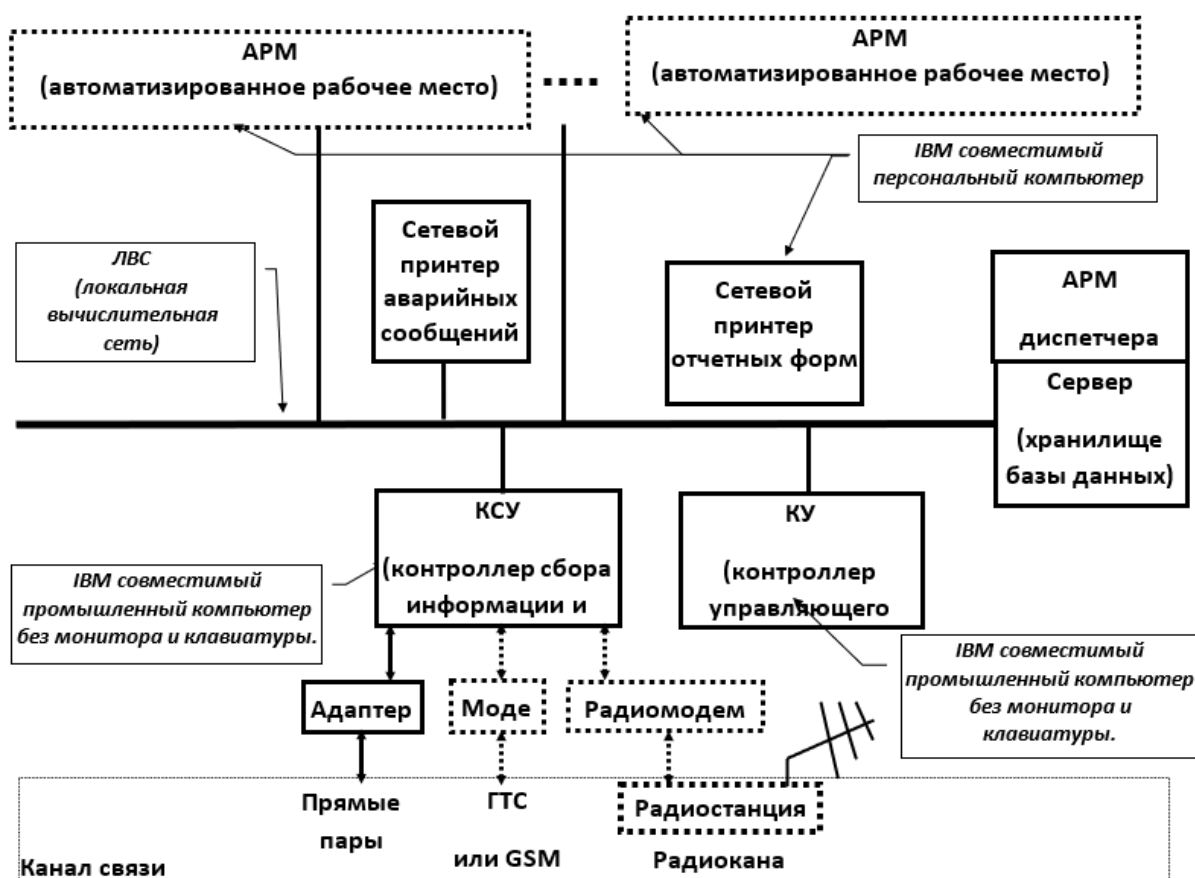 АРМ
(автоматизированное рабочее место)
....
АРМ
(автоматизированное рабочее место)
IBM совместимый
персональный компьютер
ЛВС
(локальная
вычислительная
сеть)
Сетевой
принтер
аварийных
сообщений
Сетевой
принтер
отчетных форм
АРМ
диспетчера
Сервер
(хранилище
базы данных)
КСУ
(контроллер сбора
информации и
КУ
(контроллер
управляющего
IBM совместимый
промышленный компьютер
без монитора и клавиатуры.
IBM совместимый
промышленный компьютер
без монитора и
клавиатуры.
Адаптер
Моде
Радиомодем
Прямые
пары
ГТС
или GSM
Радиостанция
Радиокана
Канал связи